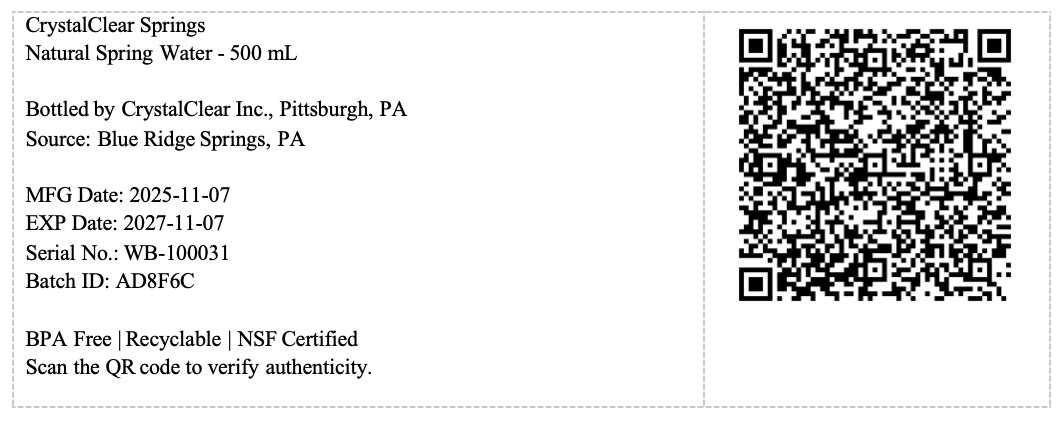 CrystalClear Springs
Natural Spring Water - 500 mL
Bottled by CrystalClear Inc., Pittsburgh, PA
Source: Blue Ridge Springs, PA
MFG Date: 2025-11-07
EXP Date: 2027-11-07
Serial No.: WB-100031
Batch ID: AD8F6C
BPA Free | Recyclable | NSF Certified
Scan the QR code to verify authenticity.